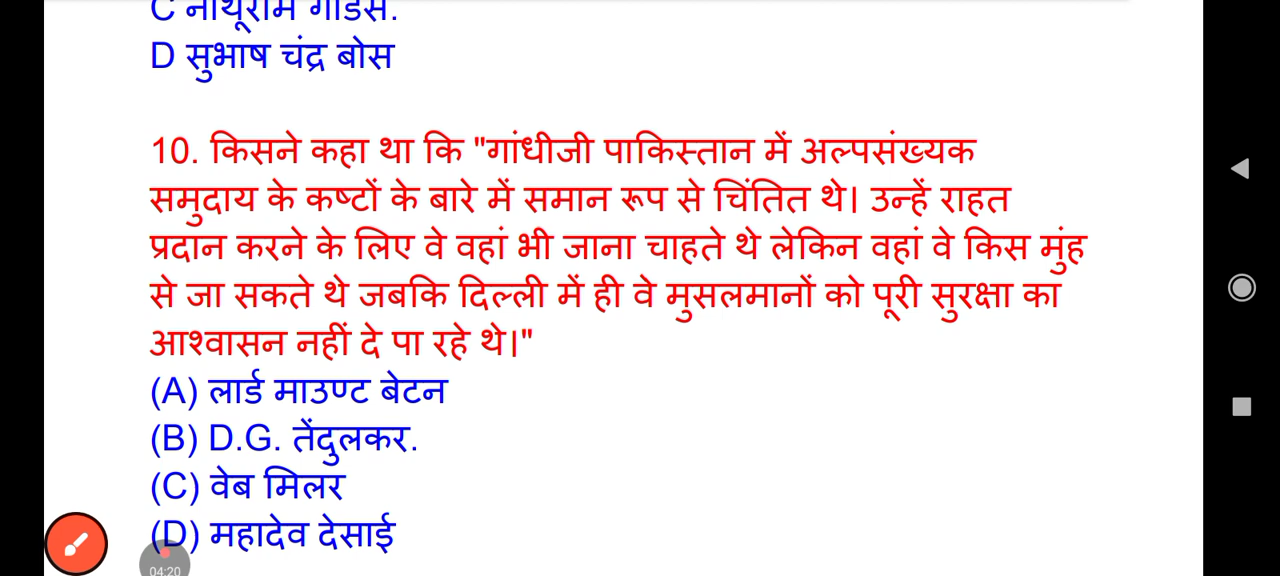 C नाथूराम गोडसे.
D सुभाष चंद्र बोस
10. किसने कहा था कि "गांधीजी पाकिस्तान में अल्पसंख्यक
समुदाय के कष्टों के बारे में समान रूप से चिंतित थे। उन्हें राहत
प्रदान करने के लिए वे वहां भी जाना चाहते थे लेकिन वहां वे किस मुंह
से जा सकते थे जबकि दिल्ली में ही वे मुसलमानों को पूरी सुरक्षा का
आश्वासन नहीं दे पा रहे थे।"
(A) लार्ड माउण्ट बेटन
(B) D.G. तेंदुलकर.
(C) वेब मिलर
(D) महादेव देसाई
04:20